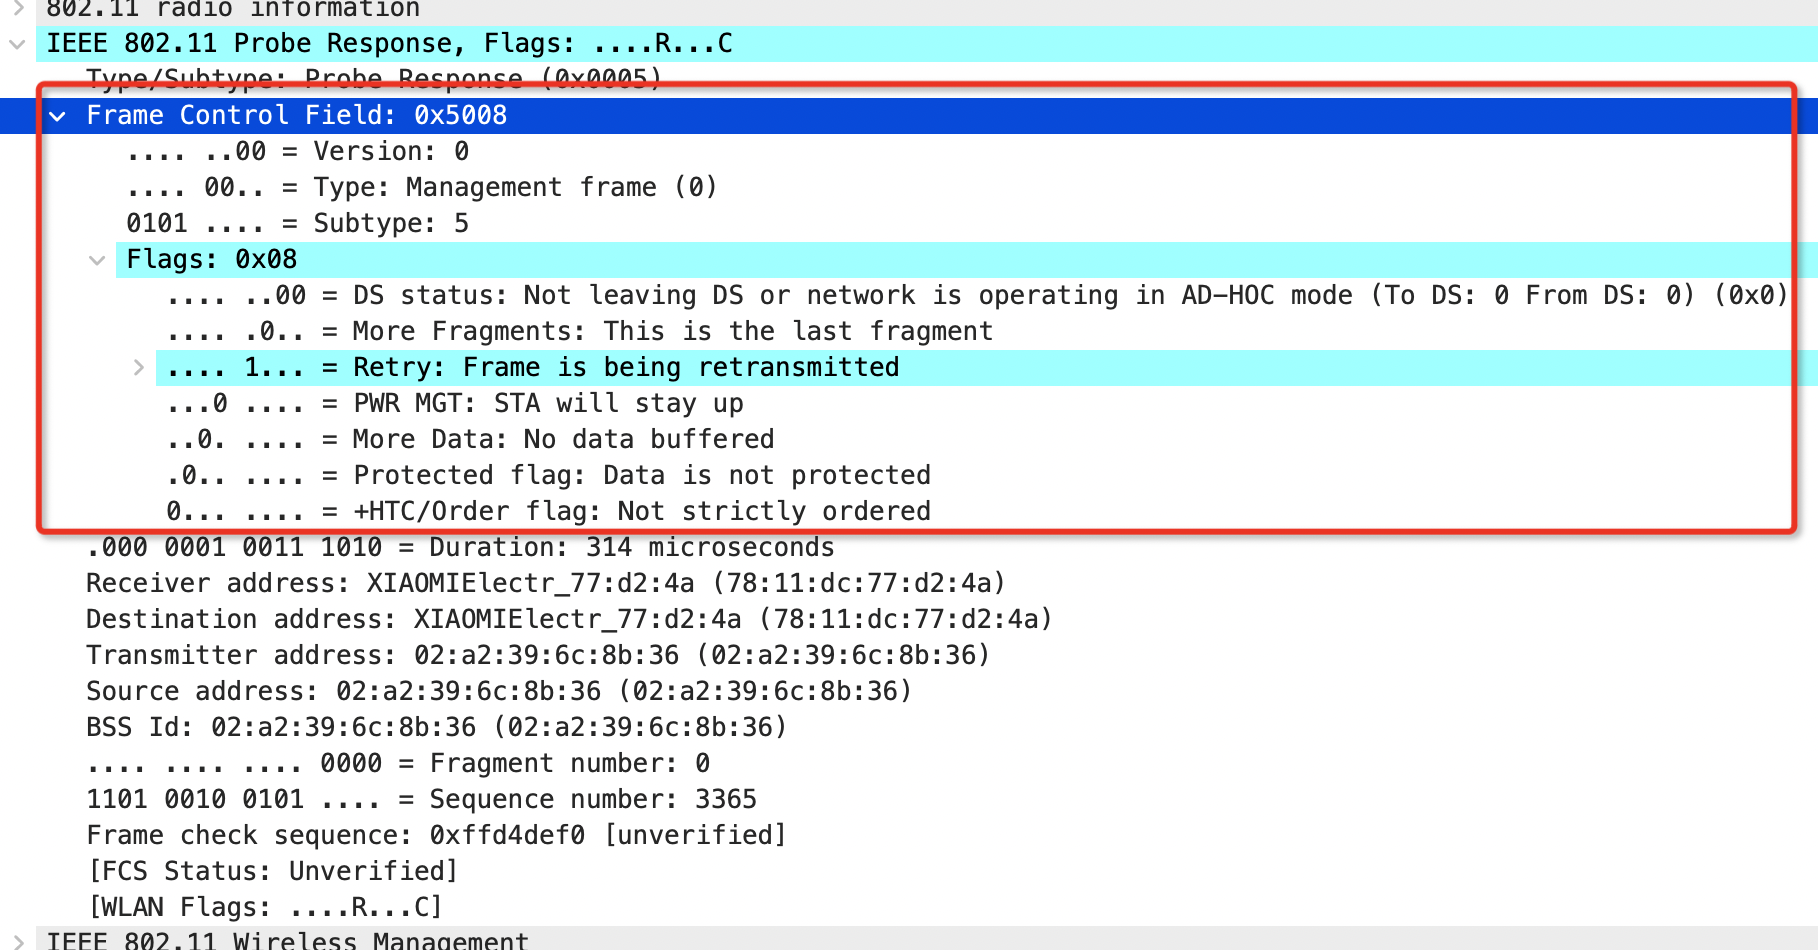 802.11 radio information
IEEE 802.11 Probe Response, Flags: ....R...C
Type/Subtype: Probe Response (0x0005)
Frame Control Field: 0x5008
.... ..00 = Version: 0
.... 00.. = Type: Management frame (0)
0101 .... = Subtype: 5
Flags: 0x08
.... ..00 = DS status: Not leaving DS or network is operating in AD-HOC mode (To DS: 0 From DS: 0) (0x0)
.... .0.. = More Fragments: This is the last fragment
.... 1... = Retry: Frame is being retransmitted
...0 .... = PWR MGT: STA will stay up
..0. .... = More Data: No data buffered
.0.. .... = Protected flag: Data is not protected
0... .... = +HTC/Order flag: Not strictly ordered
.000 0001 0011 1010 = Duration: 314 microseconds
Receiver address: XIAOMIElectr_77:d2:4a (78:11:dc:77:d2:4a)
Destination address: XIAOMIElectr_77:d2:4a (78:11:dc:77:d2:4a)
Transmitter address: 02:a2:39:6c:8b:36 (02:a2:39:6c:8b:36)
Source address: 02:a2:39:6c:8b:36 (02:a2:39:6c:8b:36)
BSS Id: 02:a2:39:6c:8b:36 (02:a2:39:6c:8b:36)
.... .... .... 0000 = Fragment number: 0
1101 0010 0101 .... = Sequence number: 3365
Frame check sequence: 0xffd4def0 [unverified]
[FCS Status: Unverified]
[WLAN Flags: ....R...C]
IEEE 802.11 Wireless Management